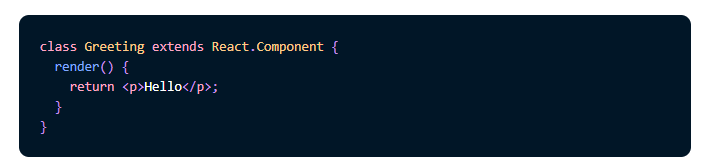 class Greeting extends React.Component {
  render() {
    return <p>Hello</p>;
  }
}